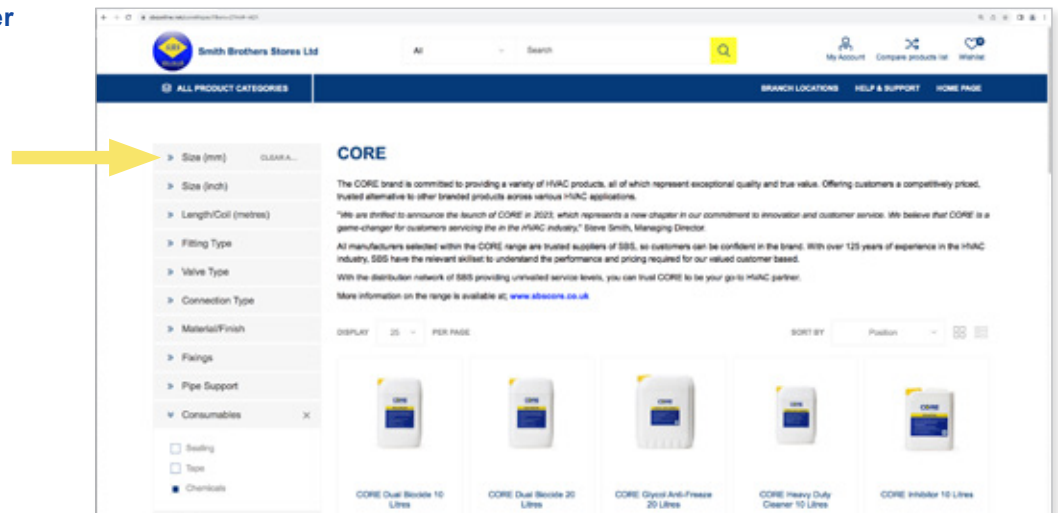 er
Smith Brothers Stores Ltd
All
Search
My Account
Compare products list
Wishlist
ALL PRODUCT CATEGORIES
BRANCH LOCATIONS
HELP & SUPPORT
HOME PAGE
Size (mm)
CLEAR A...
Size (inch)
Length/Coil (metres)
Fitting Type
Valve Type
Connection Type
Material/Finish
Fixings
Pipe Support
Consumables
Sealing
Tape
Chemicals
CORE
The CORE brand is committed to providing a variety of HVAC products, all of which represent exceptional quality and true value. Offering customers a competitively priced,
trusted alternative to other branded products across various HVAC applications.
"We are thrilled to announce the launch of CORE in 2023, which represents a new chapter in our commitment to innovation and customer service. We believe that CORE is a
game-changer for customers servicing the in the HVAC industry," Steve Smith, Managing Director.
All manufacturers selected within the CORE range are trusted suppliers of SBS, so customers can be confident in the brand. With over 125 years of experience in the HVAC
industry, SBS have the relevant skillset to understand the performance and pricing required for our valued customer based.
With the distribution network of SBS providing unrivalled service levels, you can trust CORE to be your go-to HVAC partner.
More information on the range is available at; www.sbscore.co.uk
DISPLAY 25 PER PAGE
SORT BY Position
CORE
CORE
CORE
CORE
CORE
CORE Dual Biocide 10
Litres
CORE Dual Biocide 20
Litres
CORE Glycol Anti-Freeze
20 Litres
CORE Heavy Duty
Cleaner 10 Litres
CORE Inhibitor 10 Litres